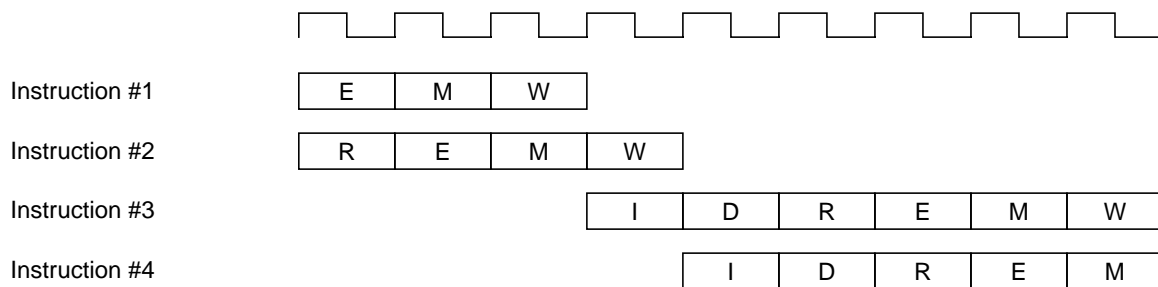 Instruction #1 E M W
Instruction #2 R E M W
Instruction #3 I D R E M W
Instruction #4 I D R E M